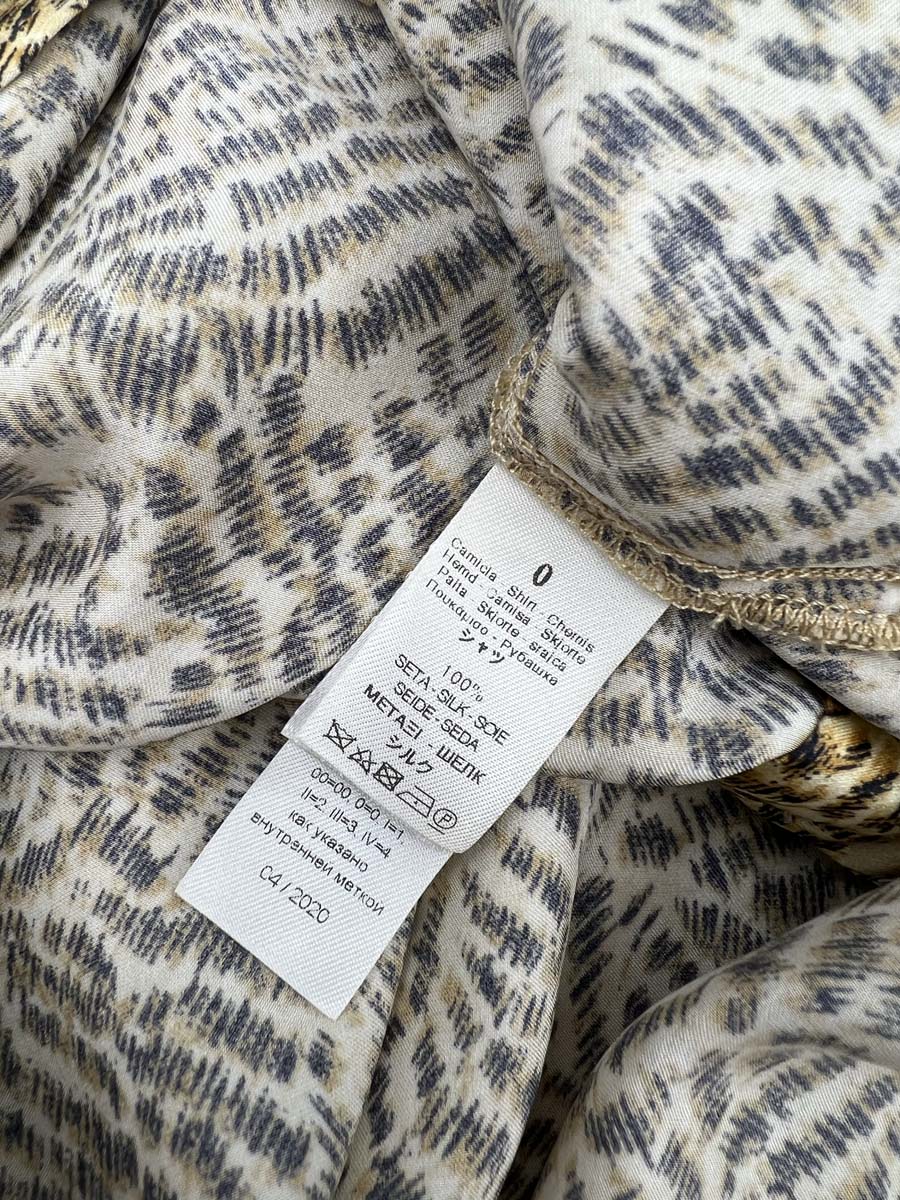 0
Camicia Shirt Chemis
Hemd Camisa Skjorte
Paita Skjorte srajca
Πουκάμισο - Рубашка
シャツ
100%
SETA - SILK - SOIE
SEIDE - SEDA
ΜΕΤΑΞΙ - ШЕЛК
シルク
P
00=00, 0=0 I=1,
II=2, III=3, IV=4
как указано
внутренней меткой
04 / 2020